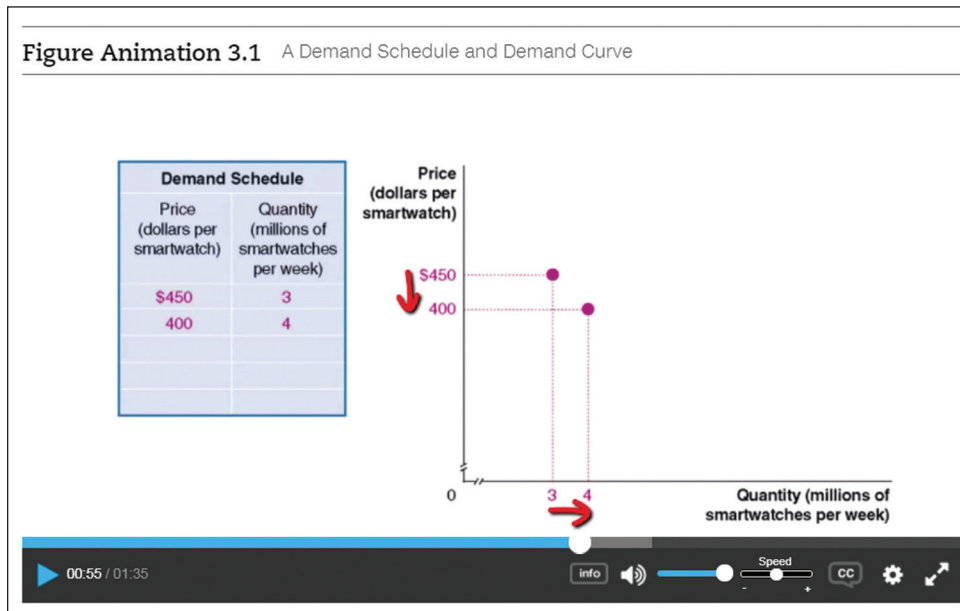 Figure Animation 3.1 A Demand Schedule and Demand Curve
Demand Schedule
Price
(dollars per
smartwatch)
Quantity
(millions of
smartwatches
per week)
$450 3
400 4
Price
(dollars per
smartwatch)
$450
400
0
3 4
Quantity (millions of
smartwatches per week)
00:55 / 01:35
info
Speed
- +
CC